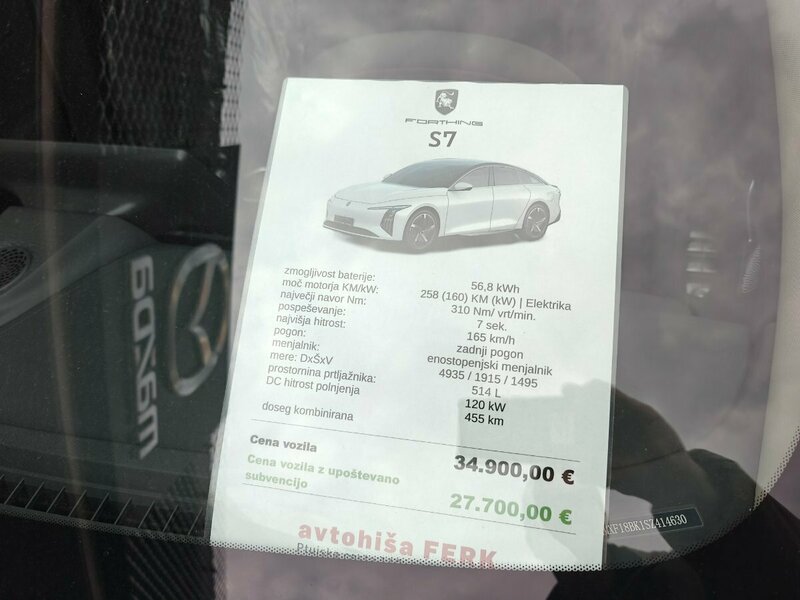 FORTHING
S7
zmogljivost baterije: 56,8 kWh
moč motorja KM/kW: 258 (160) KM (kW) | Elektrika
največji navor Nm: 310 Nm/ vrt/min.
pospeševanje: 7 sek.
najvišja hitrost: 165 km/h
pogon: zadnji pogon
menjalnik: enostopenjski menjalnik
mere: DxŠxV 4935 / 1915 / 1495
prostornina prtljažnika: 514 L
DC hitrost polnjenja 120 kW
doseg kombinirana 455 km
Cena vozila 34.900,00 €
Cena vozila z upoštevano
subvencijo 27.700,00 €
avtohiša FERK
Ptujska
MAZDA